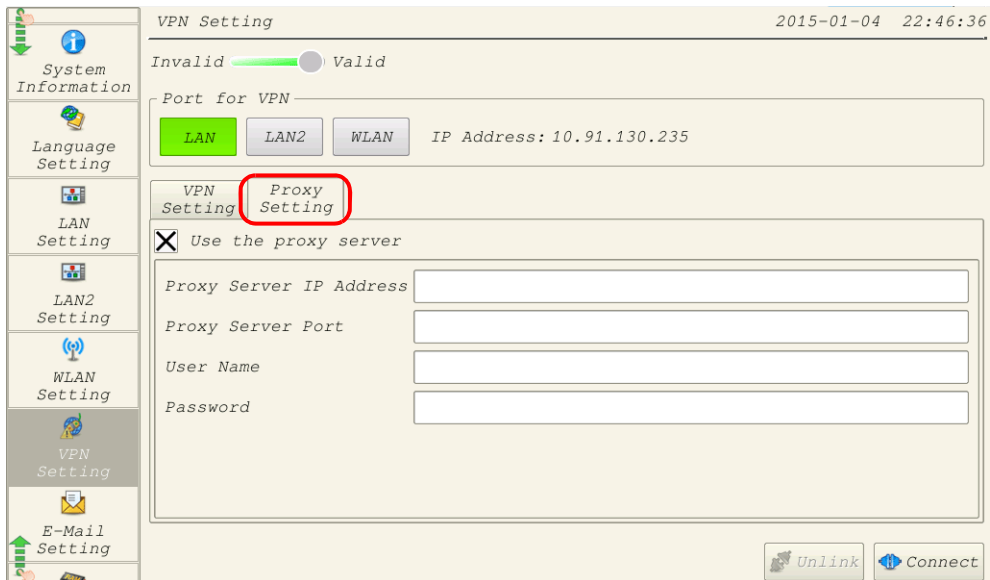 VPN Setting
2015-01-04 22:46:36
System
Information
Language
Setting
LAN
Setting
LAN2
Setting
WLAN
Setting
VPN
Setting
E-Mail
Setting
Invalid
Valid
Port for VPN
LAN
LAN2
WLAN
IP Address: 10.91.130.235
VPN
Setting
Proxy
Setting
Use the proxy server
Proxy Server IP Address
Proxy Server Port
User Name
Password
Unlink
Connect